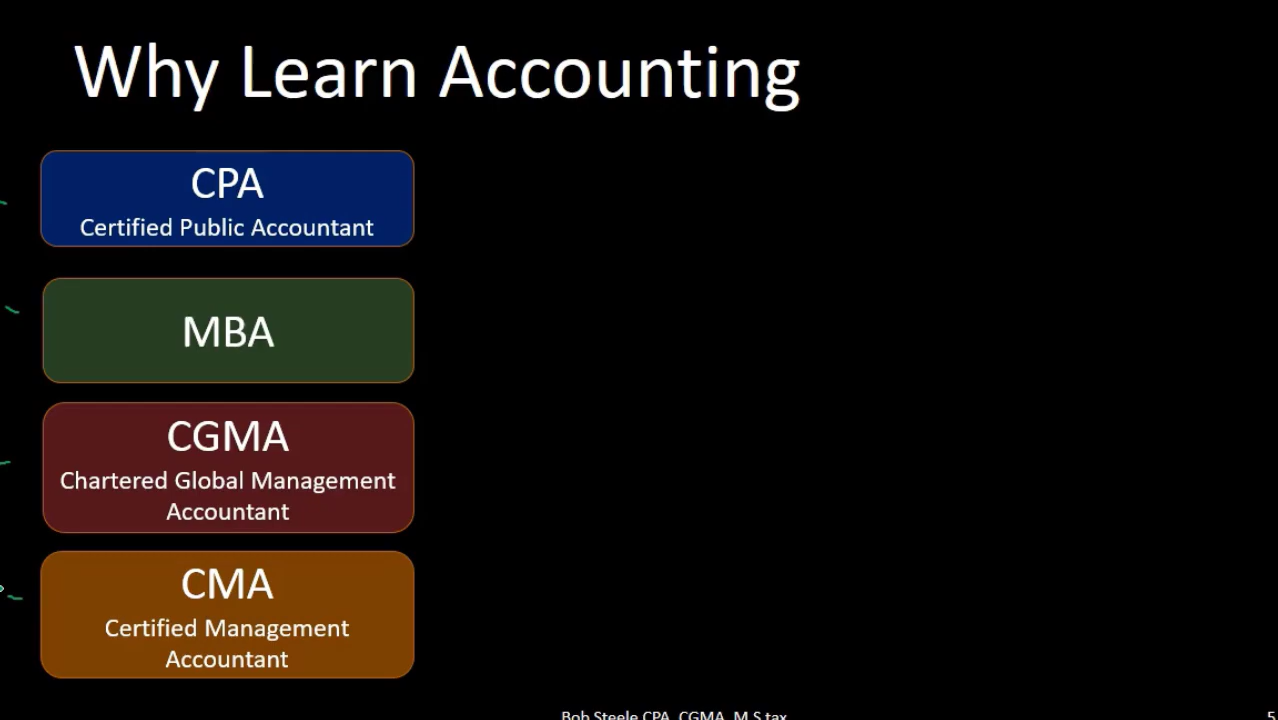 Why Learn Accounting
CPA
Certified Public Accountant
MBA
CGMA
Chartered Global Management
Accountant
CMA
Certified Management
Accountant
Bob Steele CPA, CGMA, M.S.tax
5